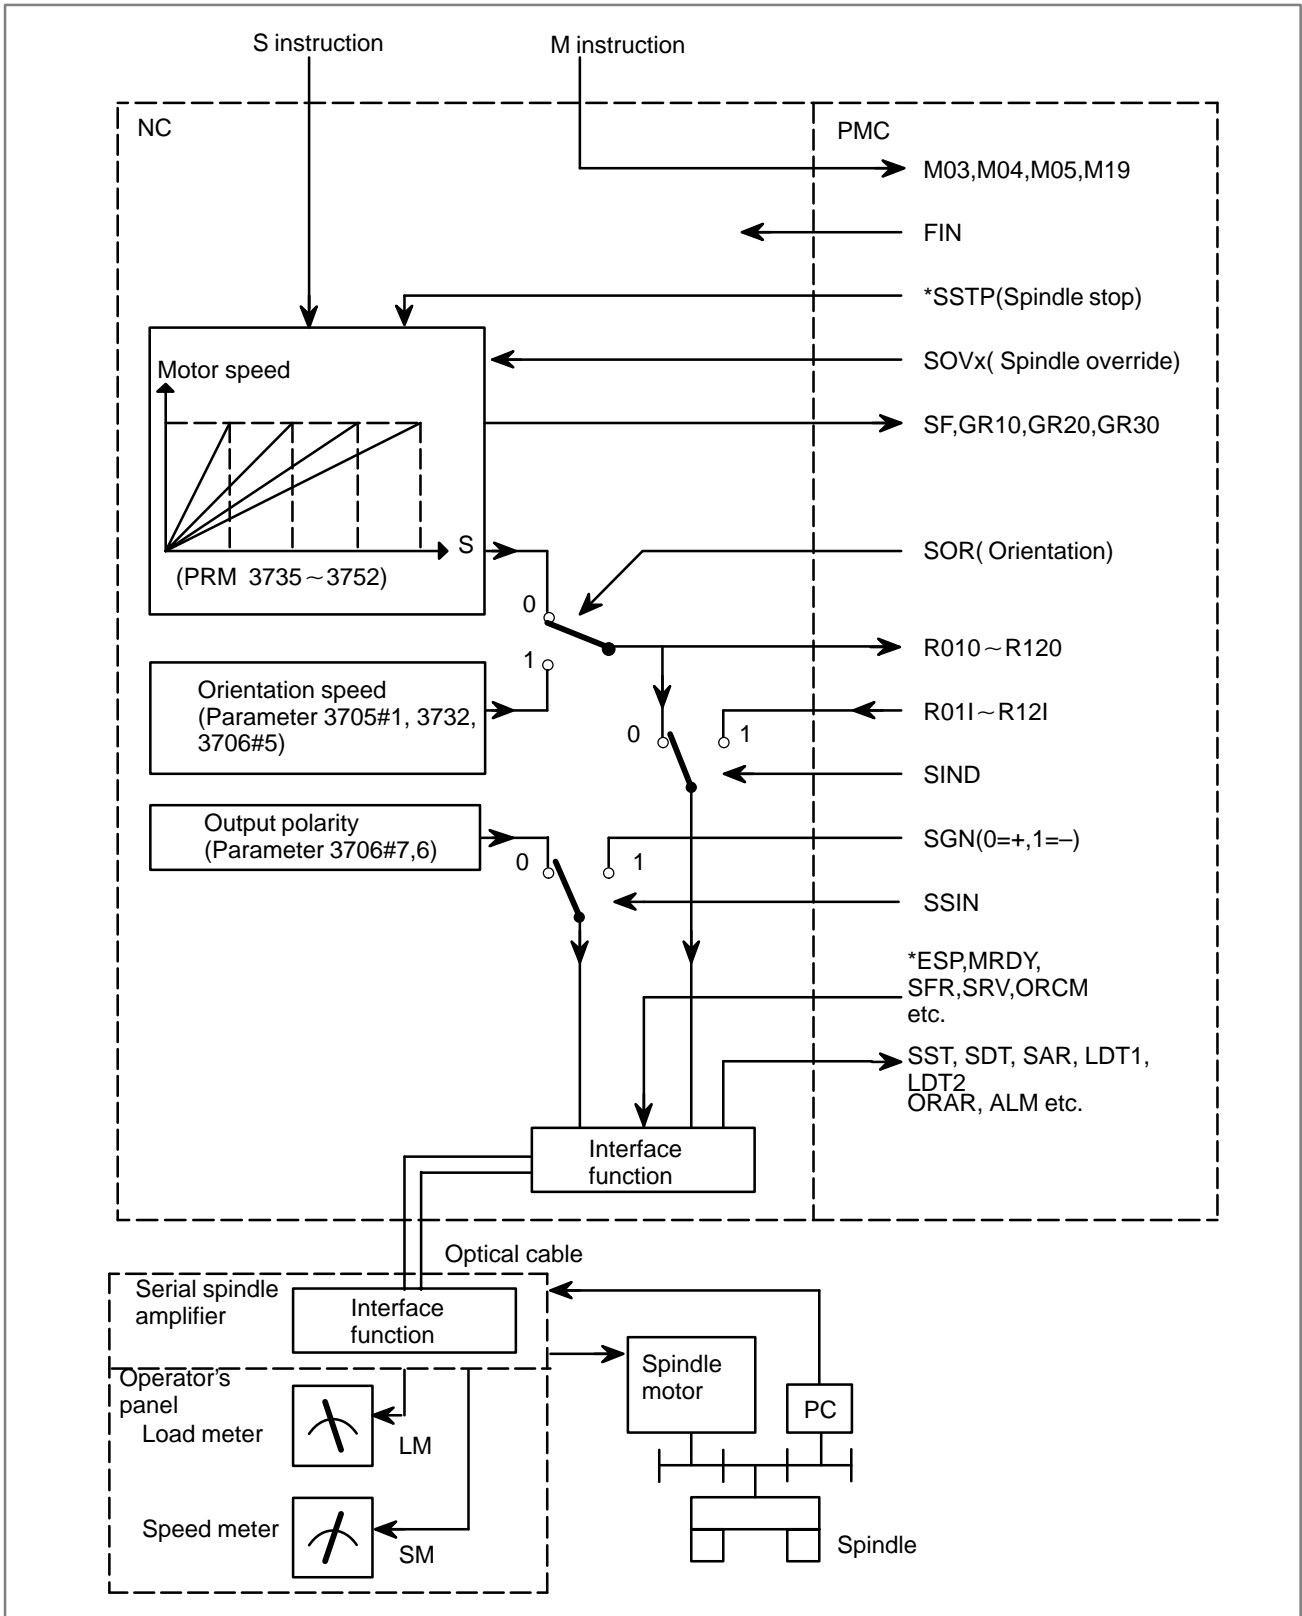 S instruction
M instruction
NC
PMC
M03,M04,M05,M19
FIN
*SSTP(Spindle stop)
SOVx( Spindle override)
Motor speed
SF,GR10,GR20,GR30
S
(PRM 3735~3752)
SOR( Orientation)
0
1
R010~R120
Orientation speed
(Parameter 3705#1, 3732,
3706#5)
R01I~R12I
0
1
SIND
Output polarity
(Parameter 3706#7,6)
SGN(0=+,1=–)
0
1
SSIN
*ESP,MRDY,
SFR,SRV,ORCM
etc.
SST, SDT, SAR, LDT1,
LDT2
ORAR, ALM etc.
Interface
function
Optical cable
Serial spindle
amplifier
Interface
function
Spindle
motor
PC
Operator's
panel
Load meter
LM
Speed meter
SM
Spindle